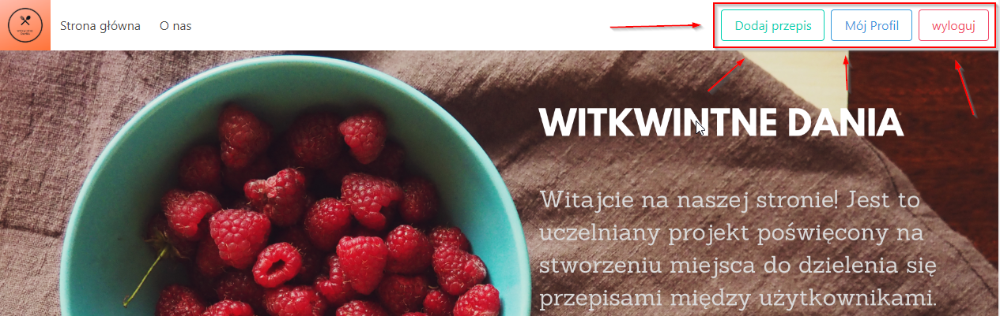 Strona główna
O nas
Dodaj przepis
Mój Profil
wyloguj
WITKWINTNE DANIA
Witajcie na naszej stronie! Jest to
uczelniany projekt poświęcony na
stworzeniu miejsca do dzielenia się
przepisami między użytkownikami.